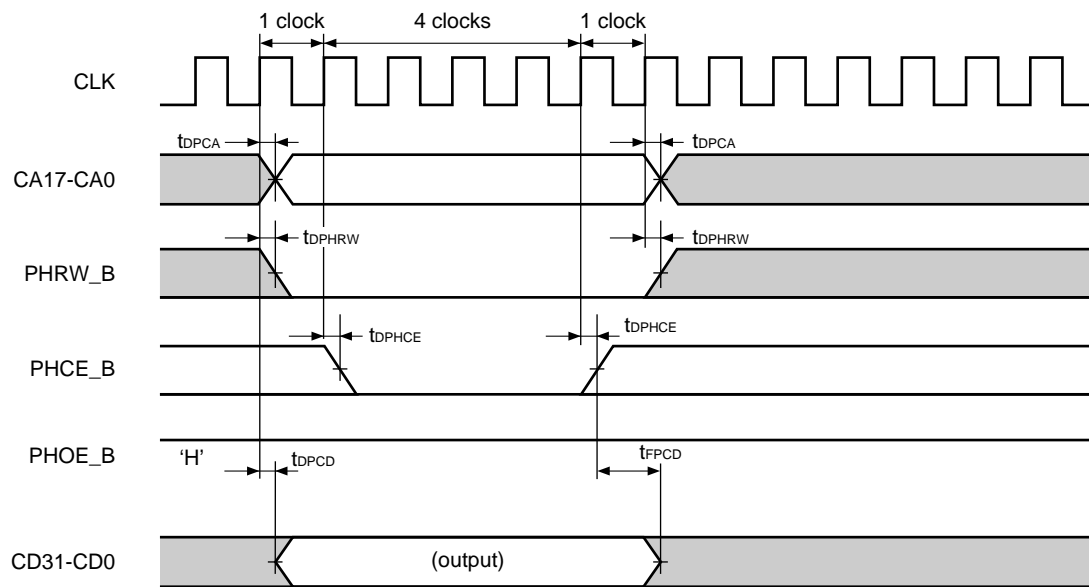 1 clock 4 clocks 1 clock
CLK
tDPCA tDPCA
CA17-CA0
tDPHRW tDPHRW
PHRW_B
tDPHCE tDPHCE
PHCE_B
PHOE_B 'H' tDPCD tFPCD
CD31-CD0 (output)